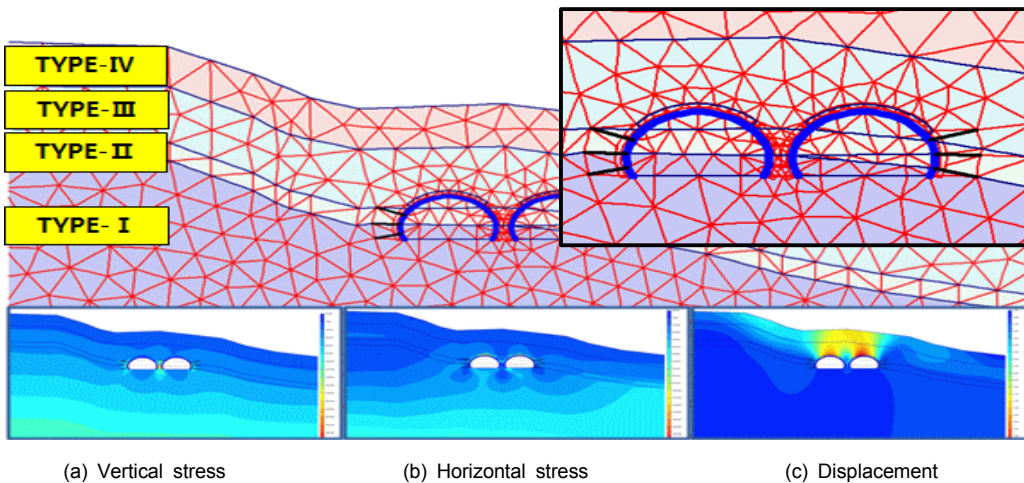 TYPE-IV
TYPE-III
TYPE-II
TYPE- I
(a) Vertical stress
(b) Horizontal stress
(c) Displacement